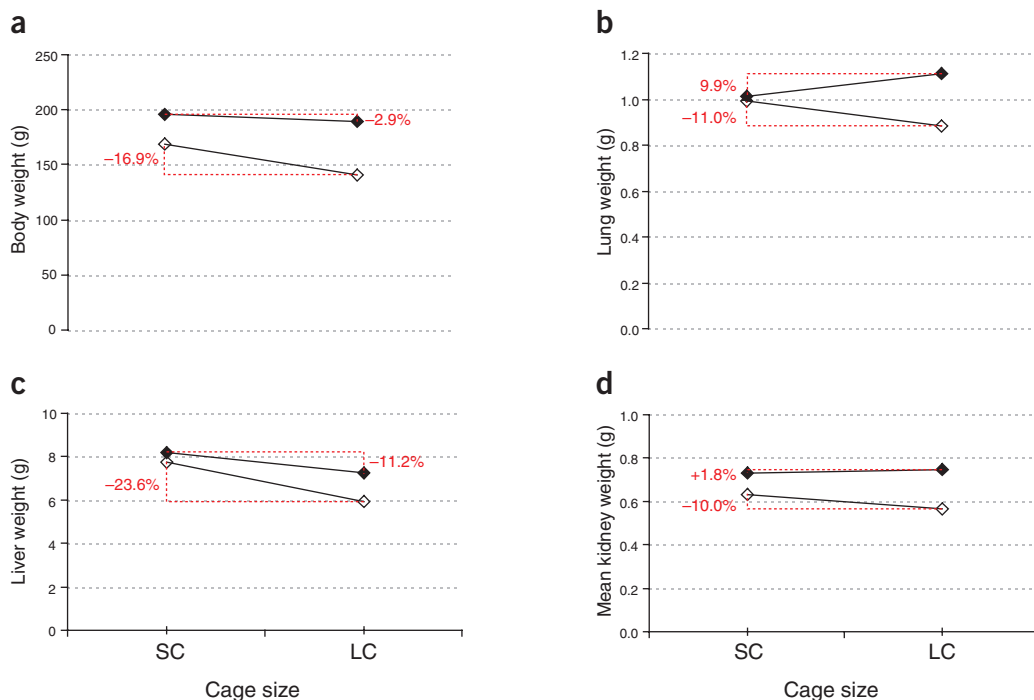 a
250
200
150
100
50
0
Body weight (g)
–2.9%
–16.9%
b
1.2
1.0
0.8
0.6
0.4
0.2
0.0
Lung weight (g)
9.9%
–11.0%
c
10
8
6
4
2
0
Liver weight (g)
–11.2%
–23.6%
SC
LC
Cage size
d
1.0
0.8
0.6
0.4
0.2
0.0
Mean kidney weight (g)
+1.8%
–10.0%
SC
LC
Cage size